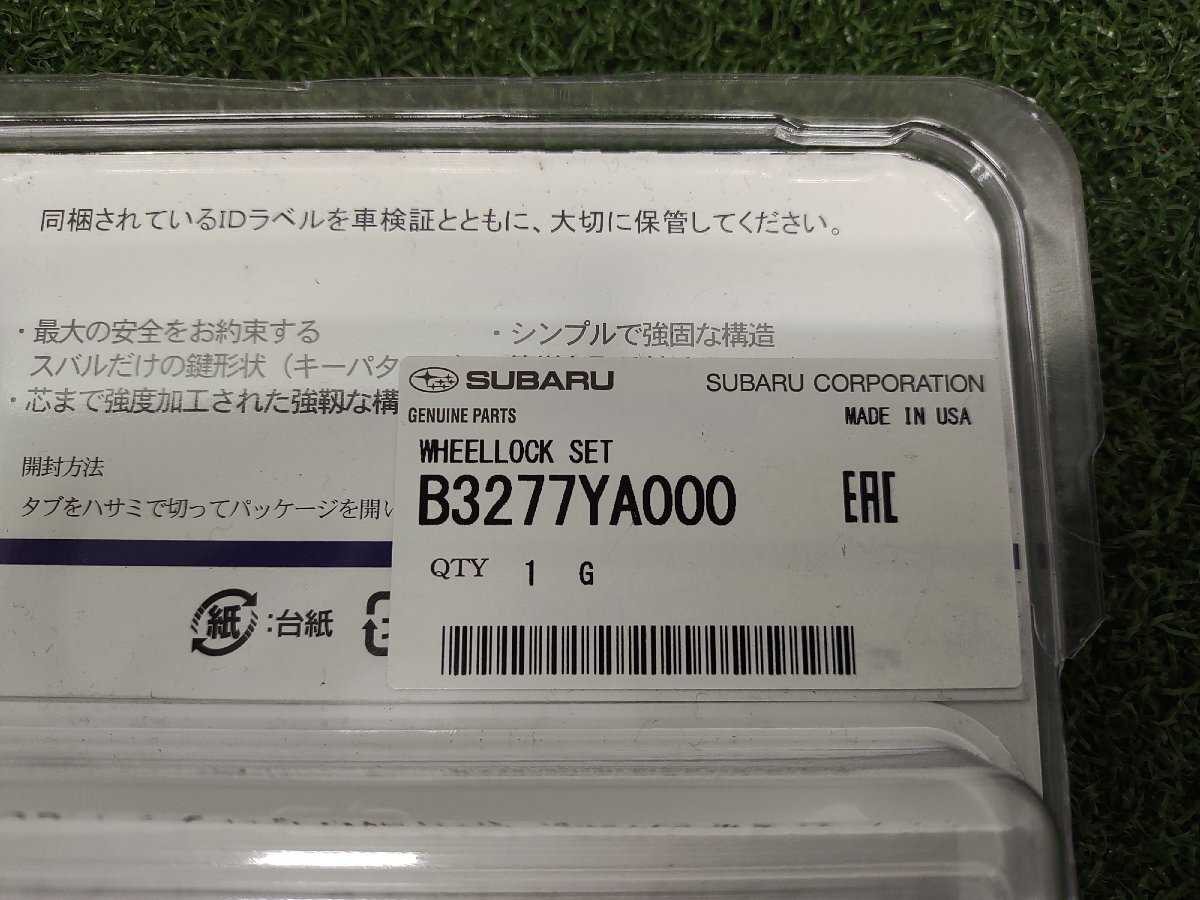 同梱されているIDラベルを車検証とともに、大切に保管してください。
・最大の安全をお約束する
スバルだけの鍵形状（キーパタ
・芯まで強度加工された強靱な構
・シンプルで強固な構造
開封方法
タブをハサミで切ってパッケージを開い
紙:台紙
SUBARU
SUBARU CORPORATION
GENUINE PARTS
MADE IN USA
WHEELLOCK SET
B3277YA000
EAC
QTY 1 G